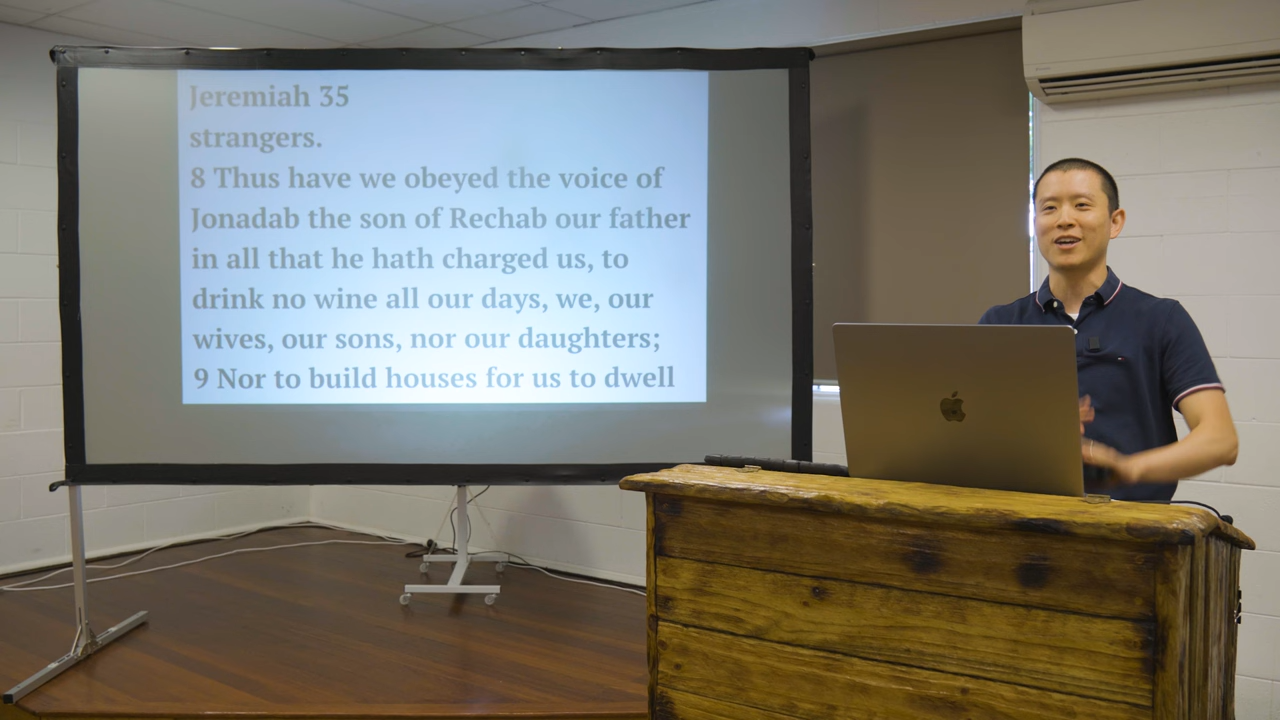 Jeremiah 35
strangers.
8 Thus have we obeyed the voice of
Jonadab the son of Rechab our father
in all that he hath charged us, to
drink no wine all our days, we, our
wives, our sons, nor our daughters;
9 Nor to build houses for us to dwell